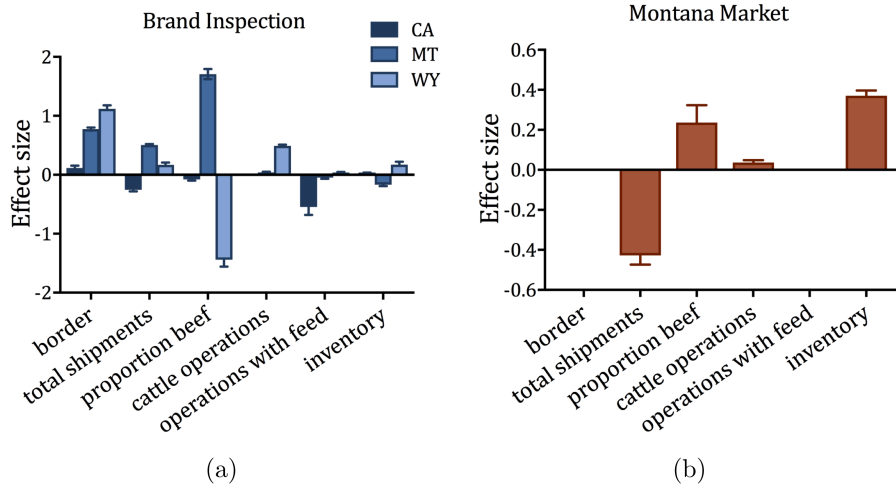 Brand Inspection
CA
MT
WY
Effect size
2
1
0
-1
-2
border
total shipments
proportion beef
cattle operations
operations with feed
inventory
(a)
Montana Market
Effect size
0.6
0.4
0.2
0.0
-0.2
-0.4
-0.6
border
total shipments
proportion beef
cattle operations
operations with feed
inventory
(b)